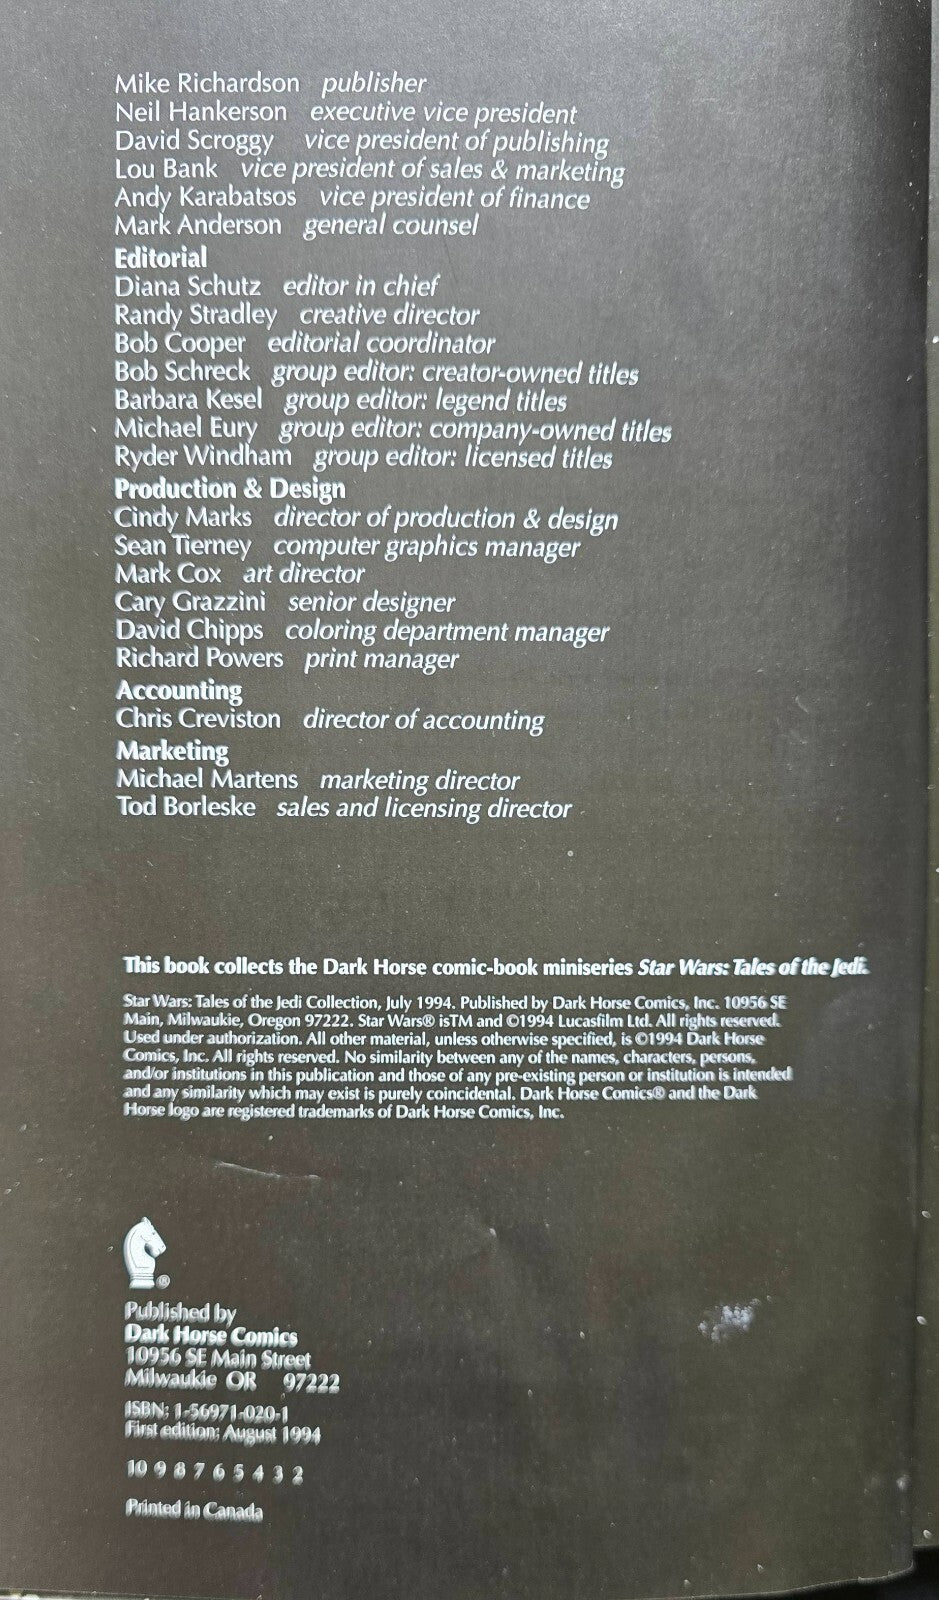 Mike Richardson publisher
Neil Hankerson executive vice president
David Scroggy vice president of publishing
Lou Bank vice president of sales & marketing
Andy Karabatsos vice president of finance
Mark Anderson general counsel
Editorial
Diana Schutz editor in chief
Randy Stradley creative director
Bob Cooper editorial coordinator
Bob Schreck group editor: creator-owned titles
Barbara Kesel group editor: legend titles
Michael Eury group editor: company-owned titles
Ryder Windham group editor: licensed titles
Production & Design
Cindy Marks director of production & design
Sean Tierney computer graphics manager
Mark Cox art director
Cary Grazzini senior designer
David Chipps coloring department manager
Richard Powers print manager
Accounting
Chris Creviston director of accounting
Marketing
Michael Martens marketing director
Tod Borleske sales and licensing director
This book collects the Dark Horse comic-book miniseries Star Wars: Tales of the Jedi.
Star Wars: Tales of the Jedi Collection, July 1994. Published by Dark Horse Comics, Inc. 10956 SE
Main, Milwaukie, Oregon 97222. Star Wars® isTM and ©1994 Lucasfilm Ltd. All rights reserved.
Used under authorization. All other material, unless otherwise specified, is ©1994 Dark Horse
Comics, Inc. All rights reserved. No similarity between any of the names, characters, persons,
and/or institutions in this publication and those of any pre-existing person or institution is intended
and any similarity which may exist is purely coincidental. Dark Horse Comics® and the Dark
Horse logo are registered trademarks of Dark Horse Comics, Inc.
®
Published by
Dark Horse Comics
10956 SE Main Street
Milwaukie OR 97222
ISBN: 1-56971-020-1
First edition: August 1994
10 9 8 7 6 5 4 3 2
Printed in Canada